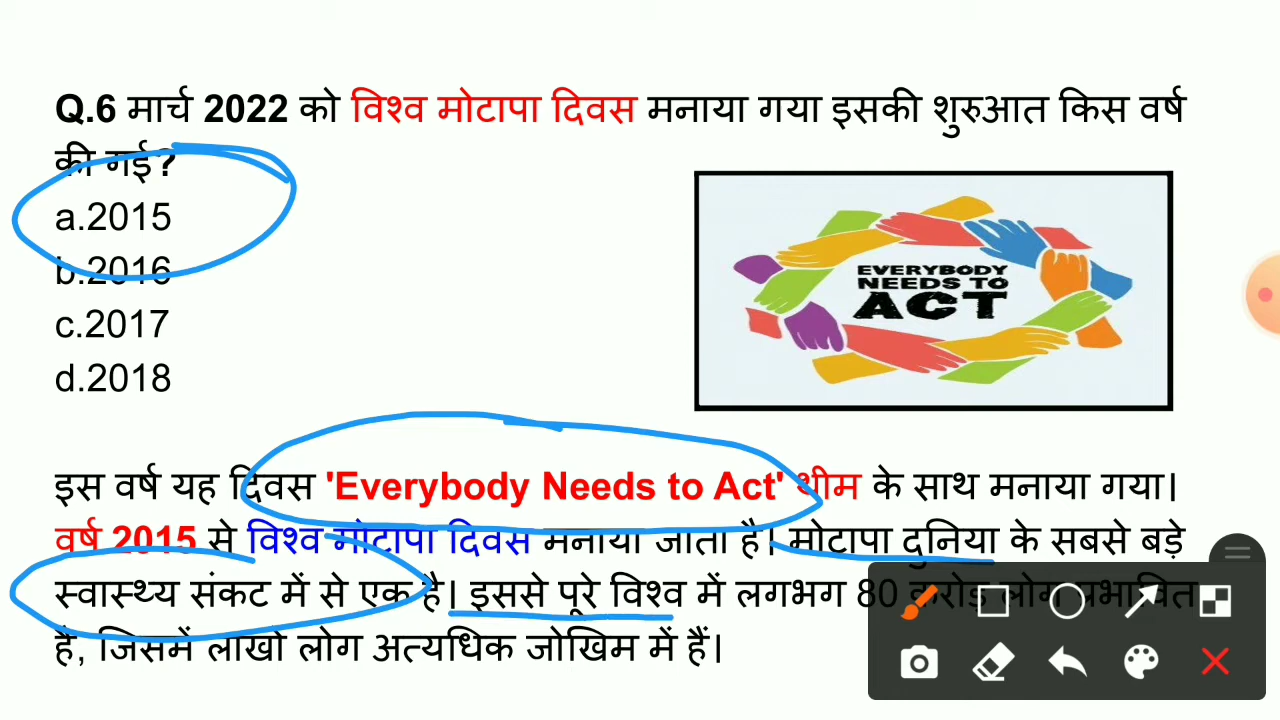 Q.6 मार्च 2022 को विश्व मोटापा दिवस मनाया गया इसकी शुरुआत किस वर्ष
की गई?
a.2015
b.2016
c.2017
d.2018
EVERYBODY
NEEDS TO
ACT
इस वर्ष यह दिवस 'Everybody Needs to Act' थीम के साथ मनाया गया।
वर्ष 2015 से विश्व मोटापा दिवस मनाया जाता है। मोटापा दुनिया के सबसे बड़े
स्वास्थ्य संकट में से एक है। इससे पूरे विश्व में लगभग 80 करोड़ लोग प्रभावित
हैं, जिसमें लाखों लोग अत्यधिक जोखिम में हैं।